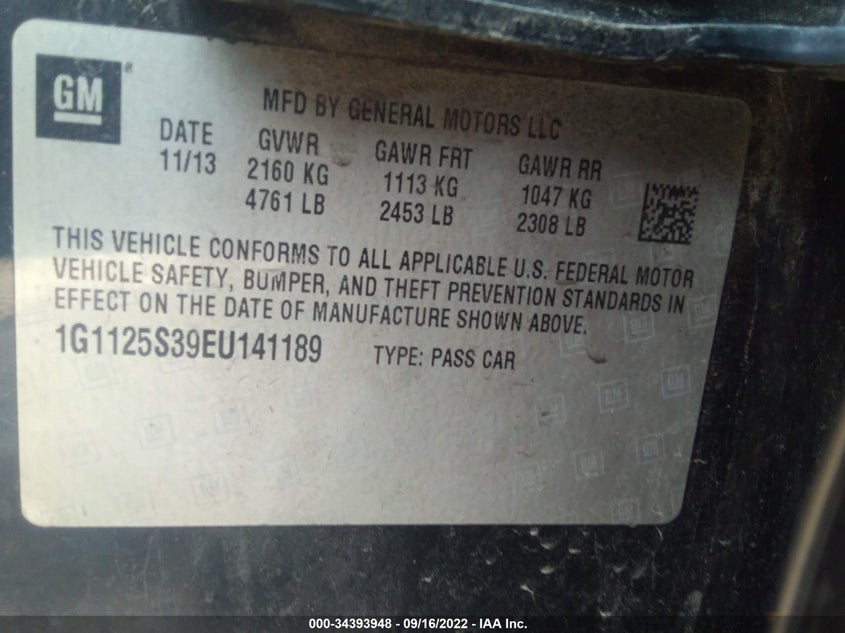 GM ®
MFD BY GENERAL MOTORS LLC
DATE GVWR GAWR FRT GAWR RR
11/13 2160 KG 1113 KG 1047 KG
4761 LB 2453 LB 2308 LB
THIS VEHICLE CONFORMS TO ALL APPLICABLE U.S. FEDERAL MOTOR
VEHICLE SAFETY, BUMPER, AND THEFT PREVENTION STANDARDS IN
EFFECT ON THE DATE OF MANUFACTURE SHOWN ABOVE.
1G1125S39EU141189 TYPE: PASS CAR
000-34393948 - 09/16/2022 - IAA Inc.